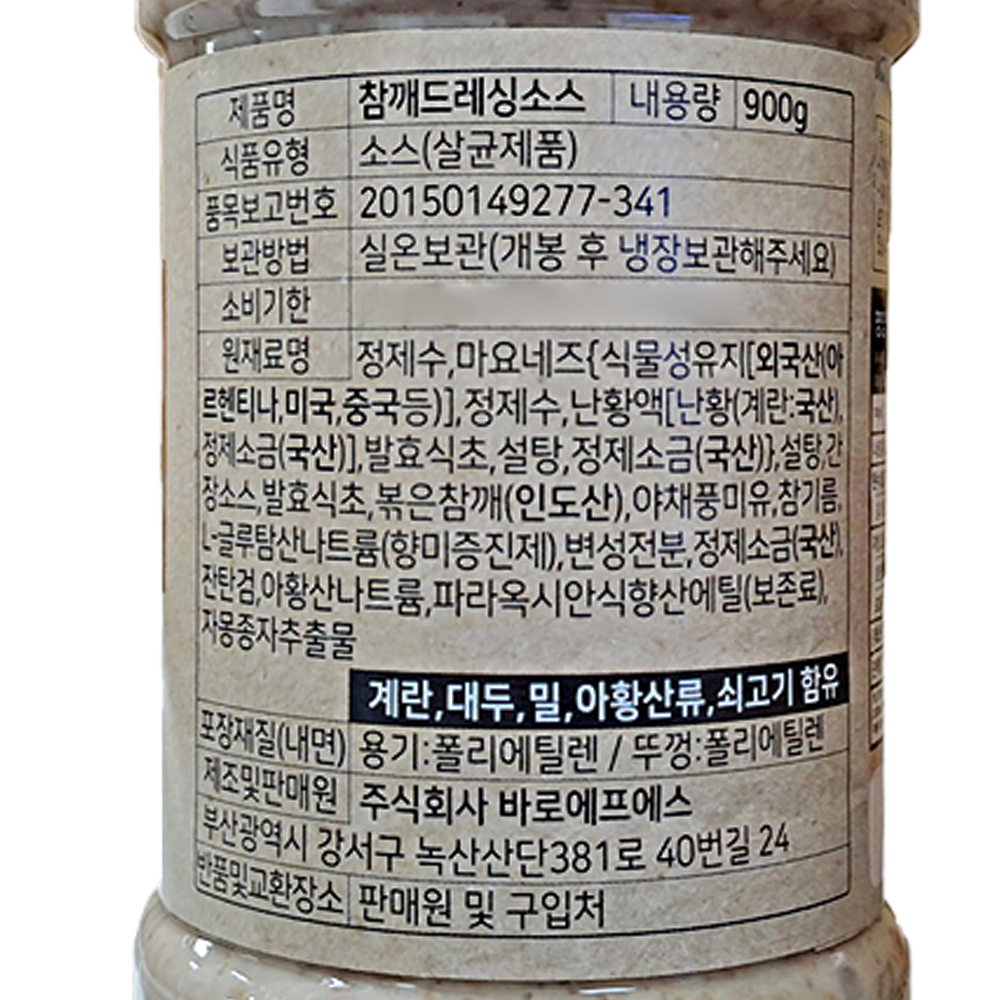 제품명 참깨드레싱소스 내용량 900g
식품유형 소스(살균제품)
품목보고번호 20150149277-341
보관방법 실온보관(개봉 후 냉장보관해주세요)
소비기한
원재료명 정제수,마요네즈{식물성유지[외국산(아
르헨티나,미국,중국등)],정제수,난황액[난황(계란:국산),
정제소금(국산)],발효식초,설탕,정제소금(국산)},설탕,간
장소스,발효식초,볶은참깨(인도산),야채풍미유,참기름,
L-글루탐산나트륨(향미증진제),변성전분,정제소금(국산),
잔탄검,아황산나트륨,파라옥시안식향산에틸(보존료),
자몽종자추출물
계란,대두,밀,아황산류,쇠고기 함유
포장재질(내면) 용기:폴리에틸렌 / 뚜껑:폴리에틸렌
제조및판매원 주식회사 바로에프에스
부산광역시 강서구 녹산산단381로 40번길 24
반품및교환장소 판매원 및 구입처